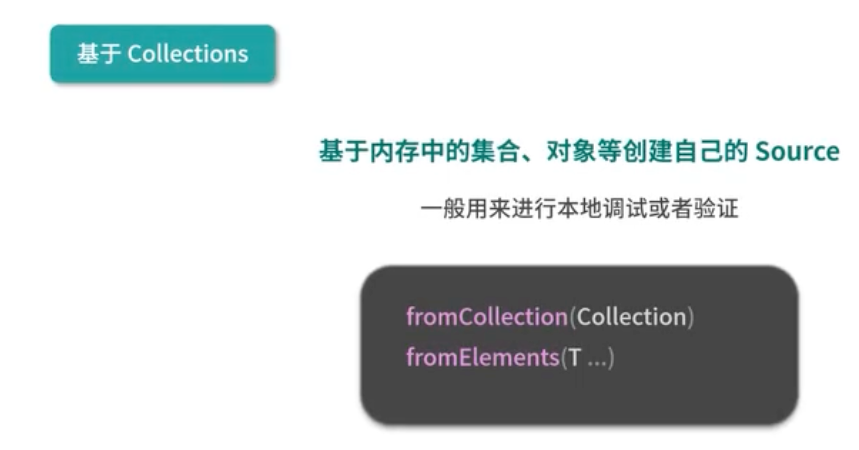 基于 Collections
基于内存中的集合、对象等创建自己的 Source
一般用来进行本地调试或者验证
fromCollection(Collection)
fromElements(T ...)